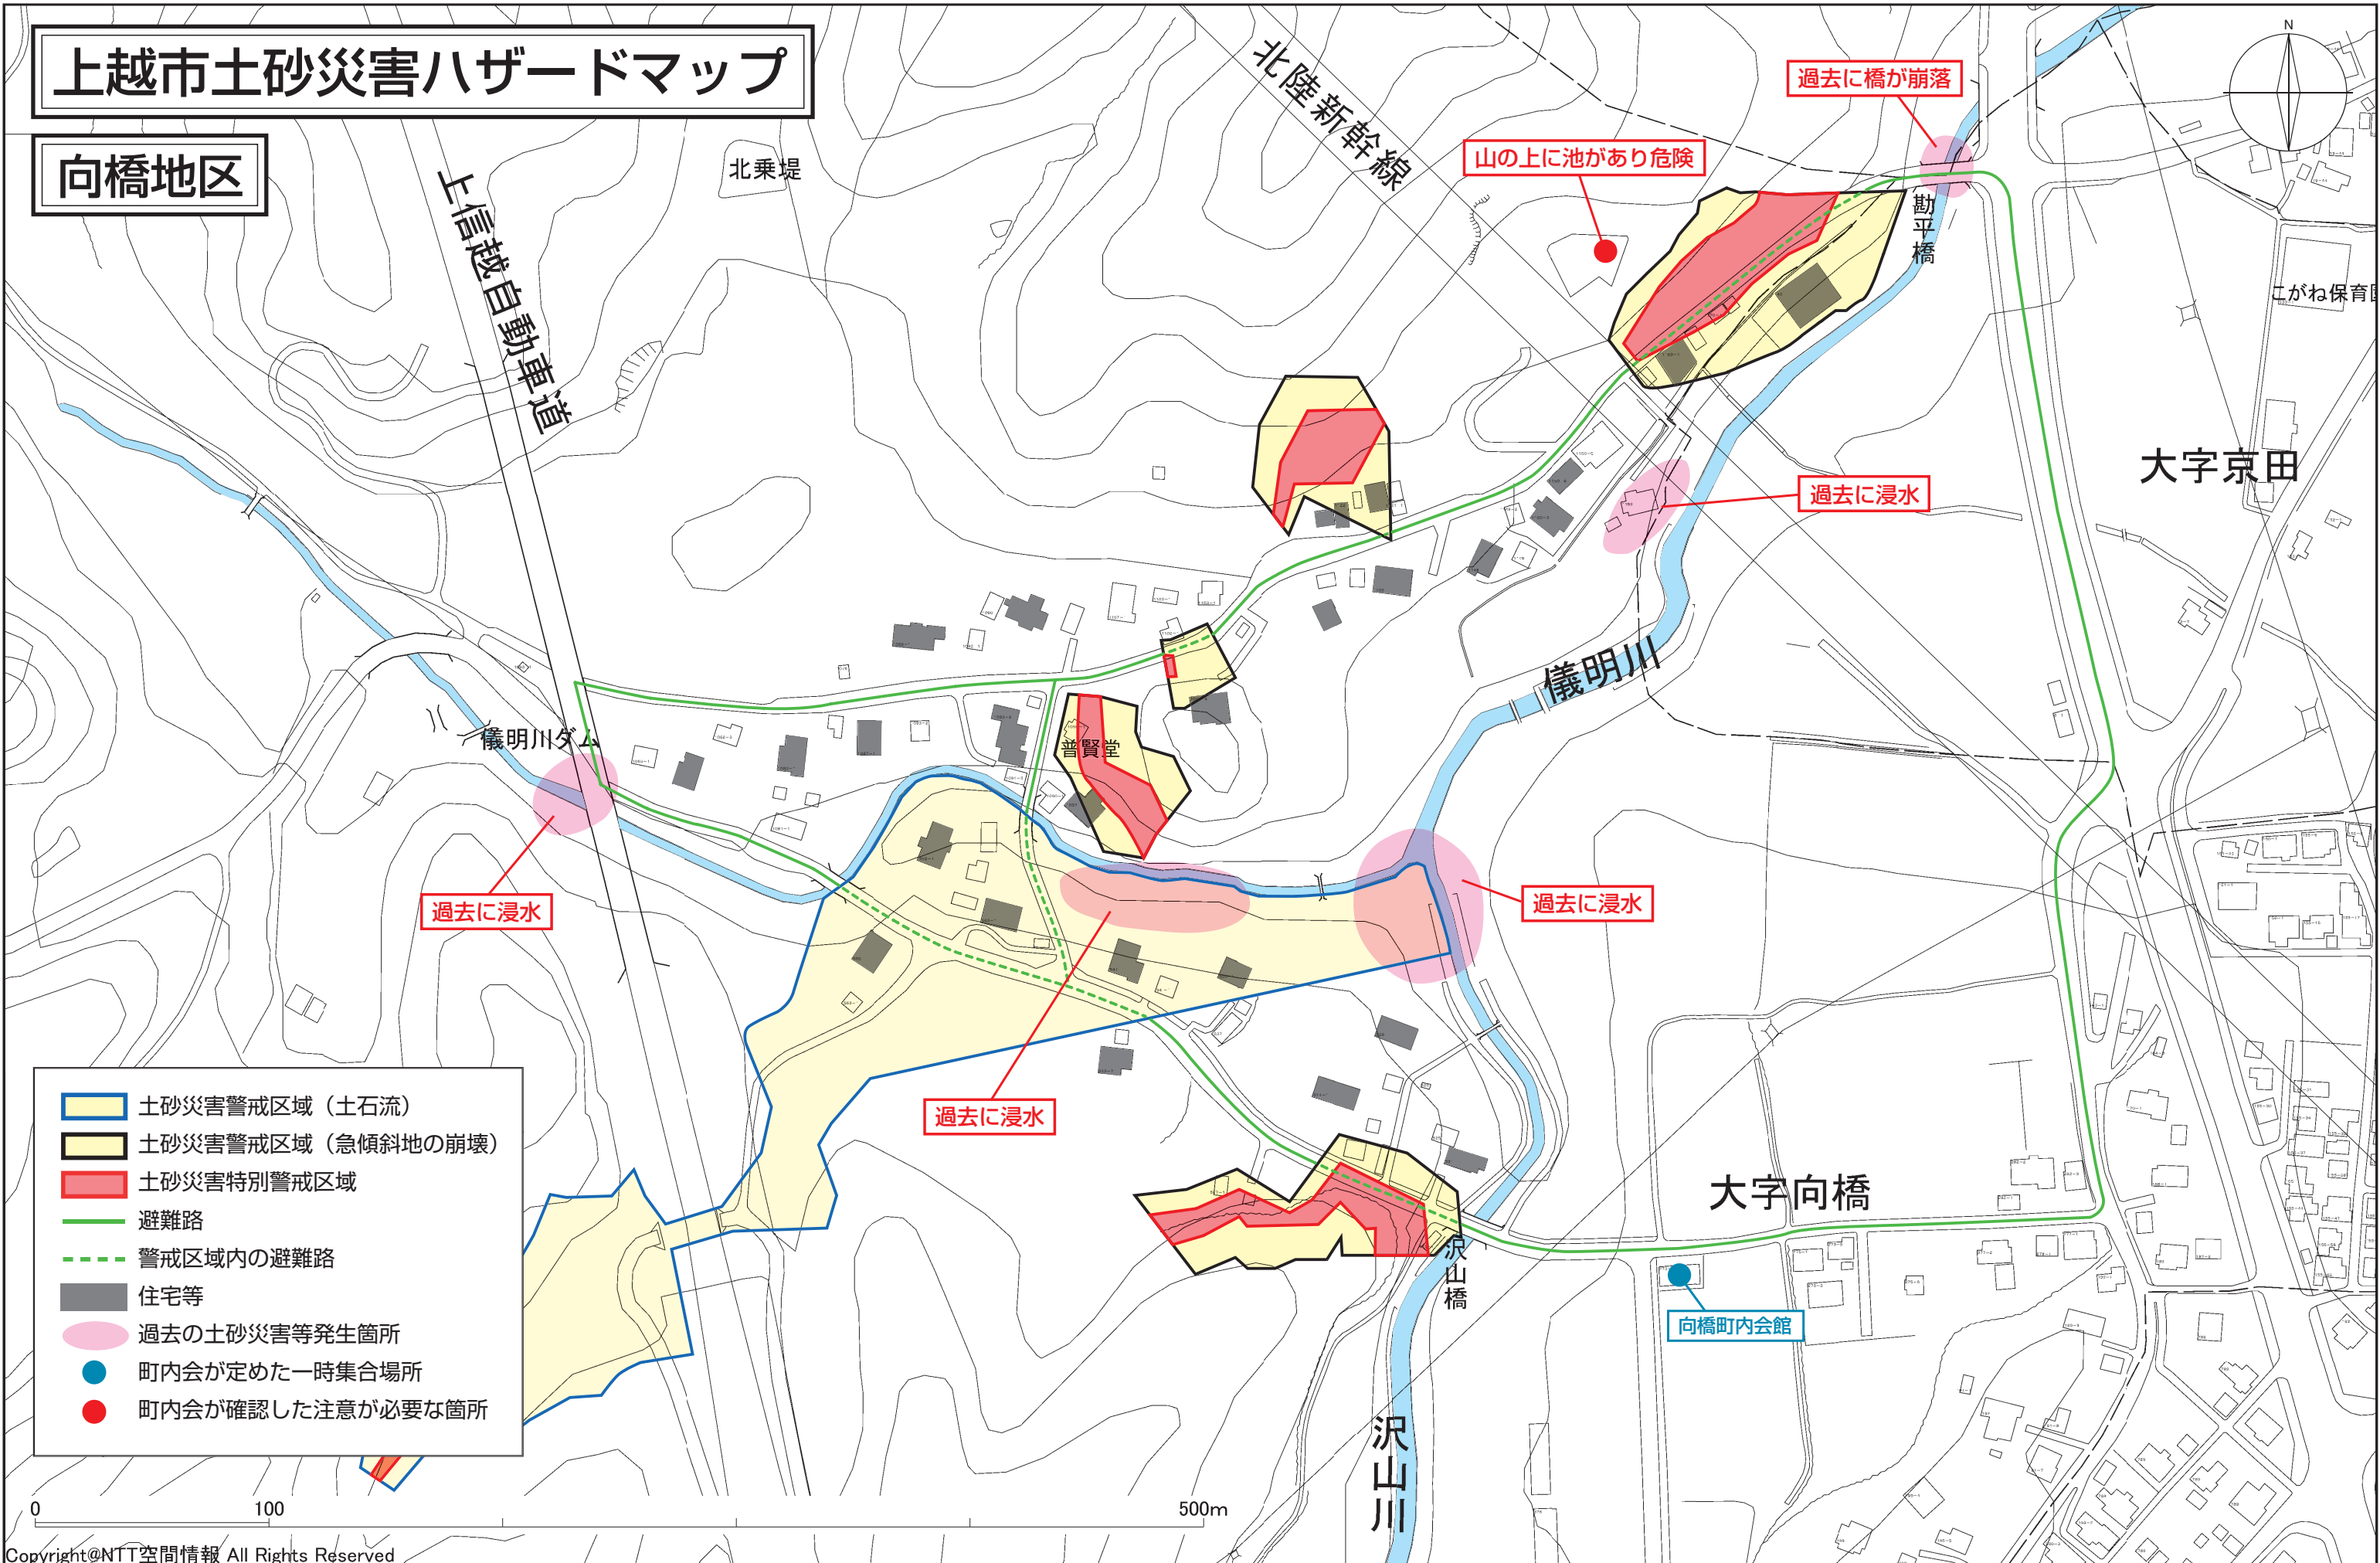 上越市土砂災害ハザードマップ
向橋地区
N
過去に橋が崩落
北陸新幹線
山の上に池があり危険
北乗堤
上信越自動車道
勘平橋
こがね保育
大字京田
過去に浸水
儀明川
儀明川ダム
普賢堂
過去に浸水
過去に浸水
過去に浸水
大字向橋
沢山橋
向橋町内会館
沢山川
土砂災害警戒区域（土石流）
土砂災害警戒区域（急傾斜地の崩壊）
土砂災害特別警戒区域
避難路
警戒区域内の避難路
住宅等
過去の土砂災害等発生箇所
町内会が定めた一時集合場所
町内会が確認した注意が必要な箇所
0 100 500m
Copyright@NTT空間情報 All Rights Reserved